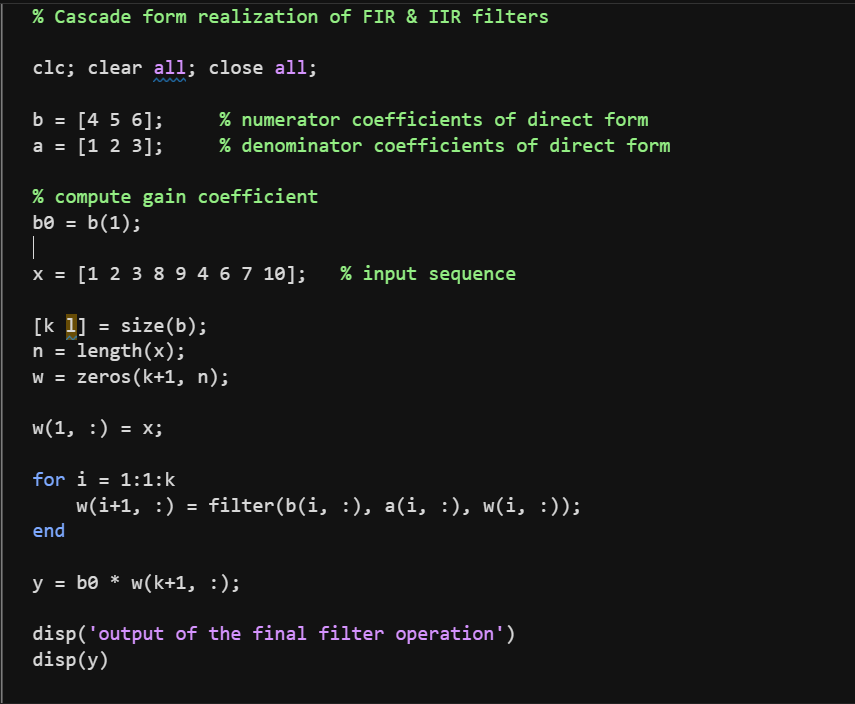 % Cascade form realization of FIR & IIR filters
clc; clear all; close all;
b = [4 5 6];     % numerator coefficients of direct form
a = [1 2 3];     % denominator coefficients of direct form
% compute gain coefficient
b0 = b(1);
x = [1 2 3 8 9 4 6 7 10];   % input sequence
[k l] = size(b);
n = length(x);
w = zeros(k+1, n);
w(1, :) = x;
for i = 1:1:k
    w(i+1, :) = filter(b(i, :), a(i, :), w(i, :));
end
y = b0 * w(k+1, :);
disp('output of the final filter operation')
disp(y)